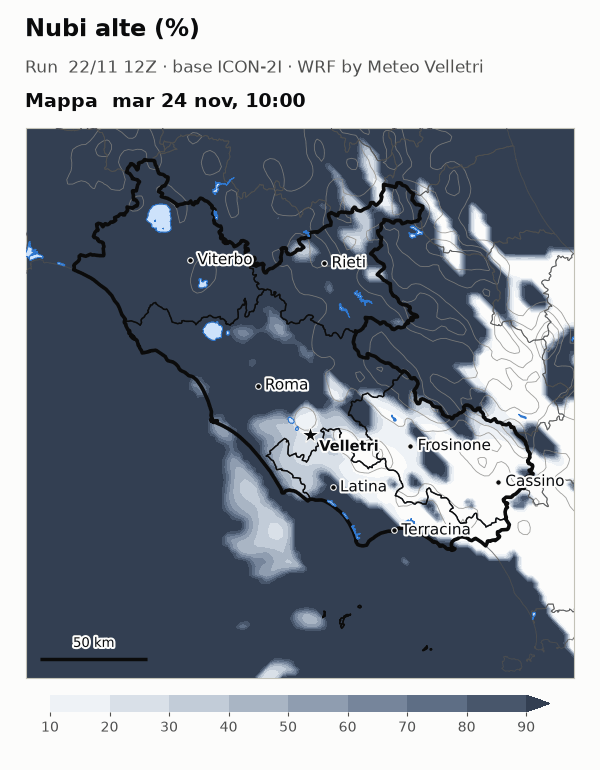 Nubi alte (%)
Run  22/11 12Z · base ICON-2I · WRF by Meteo Velletri
Mappa  mar 24 nov, 10:00
Viterbo
Rieti
Roma
Velletri
Frosinone
Latina
Cassino
Terracina
50 km
10 20 30 40 50 60 70 80 90